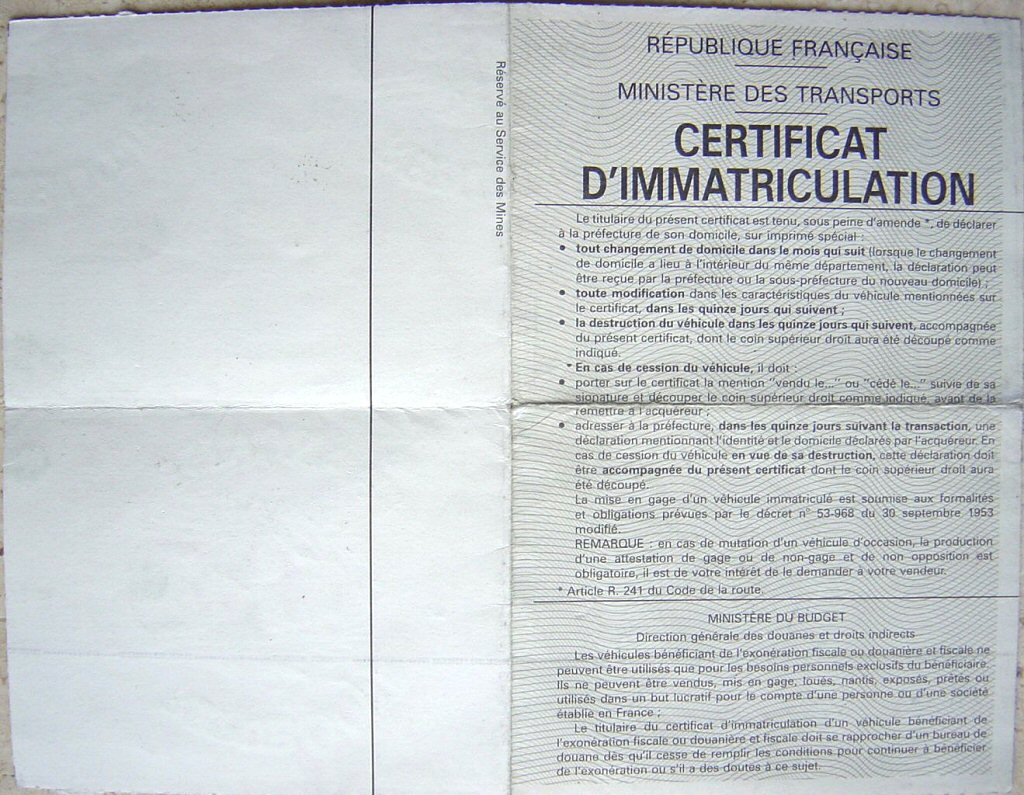 Réservé au Service des Mines
RÉPUBLIQUE FRANÇAISE
MINISTÈRE DES TRANSPORTS
CERTIFICAT
D'IMMATRICULATION
Le titulaire du présent certificat est tenu, sous peine d'amende *, de déclarer
à la préfecture de son domicile, sur imprimé spécial :
• tout changement de domicile dans le mois qui suit (lorsque le changement
de domicile a lieu à l'intérieur du même département, la déclaration peut
être reçue par la préfecture ou la sous-préfecture du nouveau domicile) ;
• toute modification dans les caractéristiques du véhicule mentionnées sur
le certificat, dans les quinze jours qui suivent ;
• la destruction du véhicule dans les quinze jours qui suivent, accompagnée
du présent certificat, dont le coin supérieur droit aura été découpé comme
indiqué.
* En cas de cession du véhicule, il doit :
• porter sur le certificat la mention "vendu le..." ou "cédé le..." suivie de sa
signature et découper le coin supérieur droit comme indiqué, avant de la
remettre à l'acquéreur ;
• adresser à la préfecture, dans les quinze jours suivant la transaction, une
déclaration mentionnant l'identité et le domicile déclarés par l'acquéreur. En
cas de cession du véhicule en vue de sa destruction, cette déclaration doit
être accompagnée du présent certificat dont le coin supérieur droit aura
été découpé.
La mise en gage d'un véhicule immatriculé est soumise aux formalités
et obligations prévues par le décret n° 53-968 du 30 septembre 1953
modifié.
REMARQUE : en cas de mutation d'un véhicule d'occasion, la production
d'une attestation de gage ou de non-gage et de non opposition est
obligatoire, il est de votre intérêt de le demander à votre vendeur.
* Article R. 241 du Code de la route.
MINISTÈRE DU BUDGET
Direction générale des douanes et droits indirects
Les véhicules bénéficiant de l'exonération fiscale ou douanière et fiscale ne
peuvent être utilisés que pour les besoins personnels exclusifs du bénéficiaire.
Ils ne peuvent être vendus, mis en gage, loués, nantis, exposés, prêtés ou
utilisés dans un but lucratif pour le compte d'une personne ou d'une société
établie en France ;
Le titulaire du certificat d'immatriculation d'un véhicule bénéficiant de
l'exonération fiscale ou douanière et fiscale doit se rapprocher d'un bureau de
douane dès qu'il cesse de remplir les conditions pour continuer à bénéficier
de l'exonération ou s'il a des doutes à ce sujet.